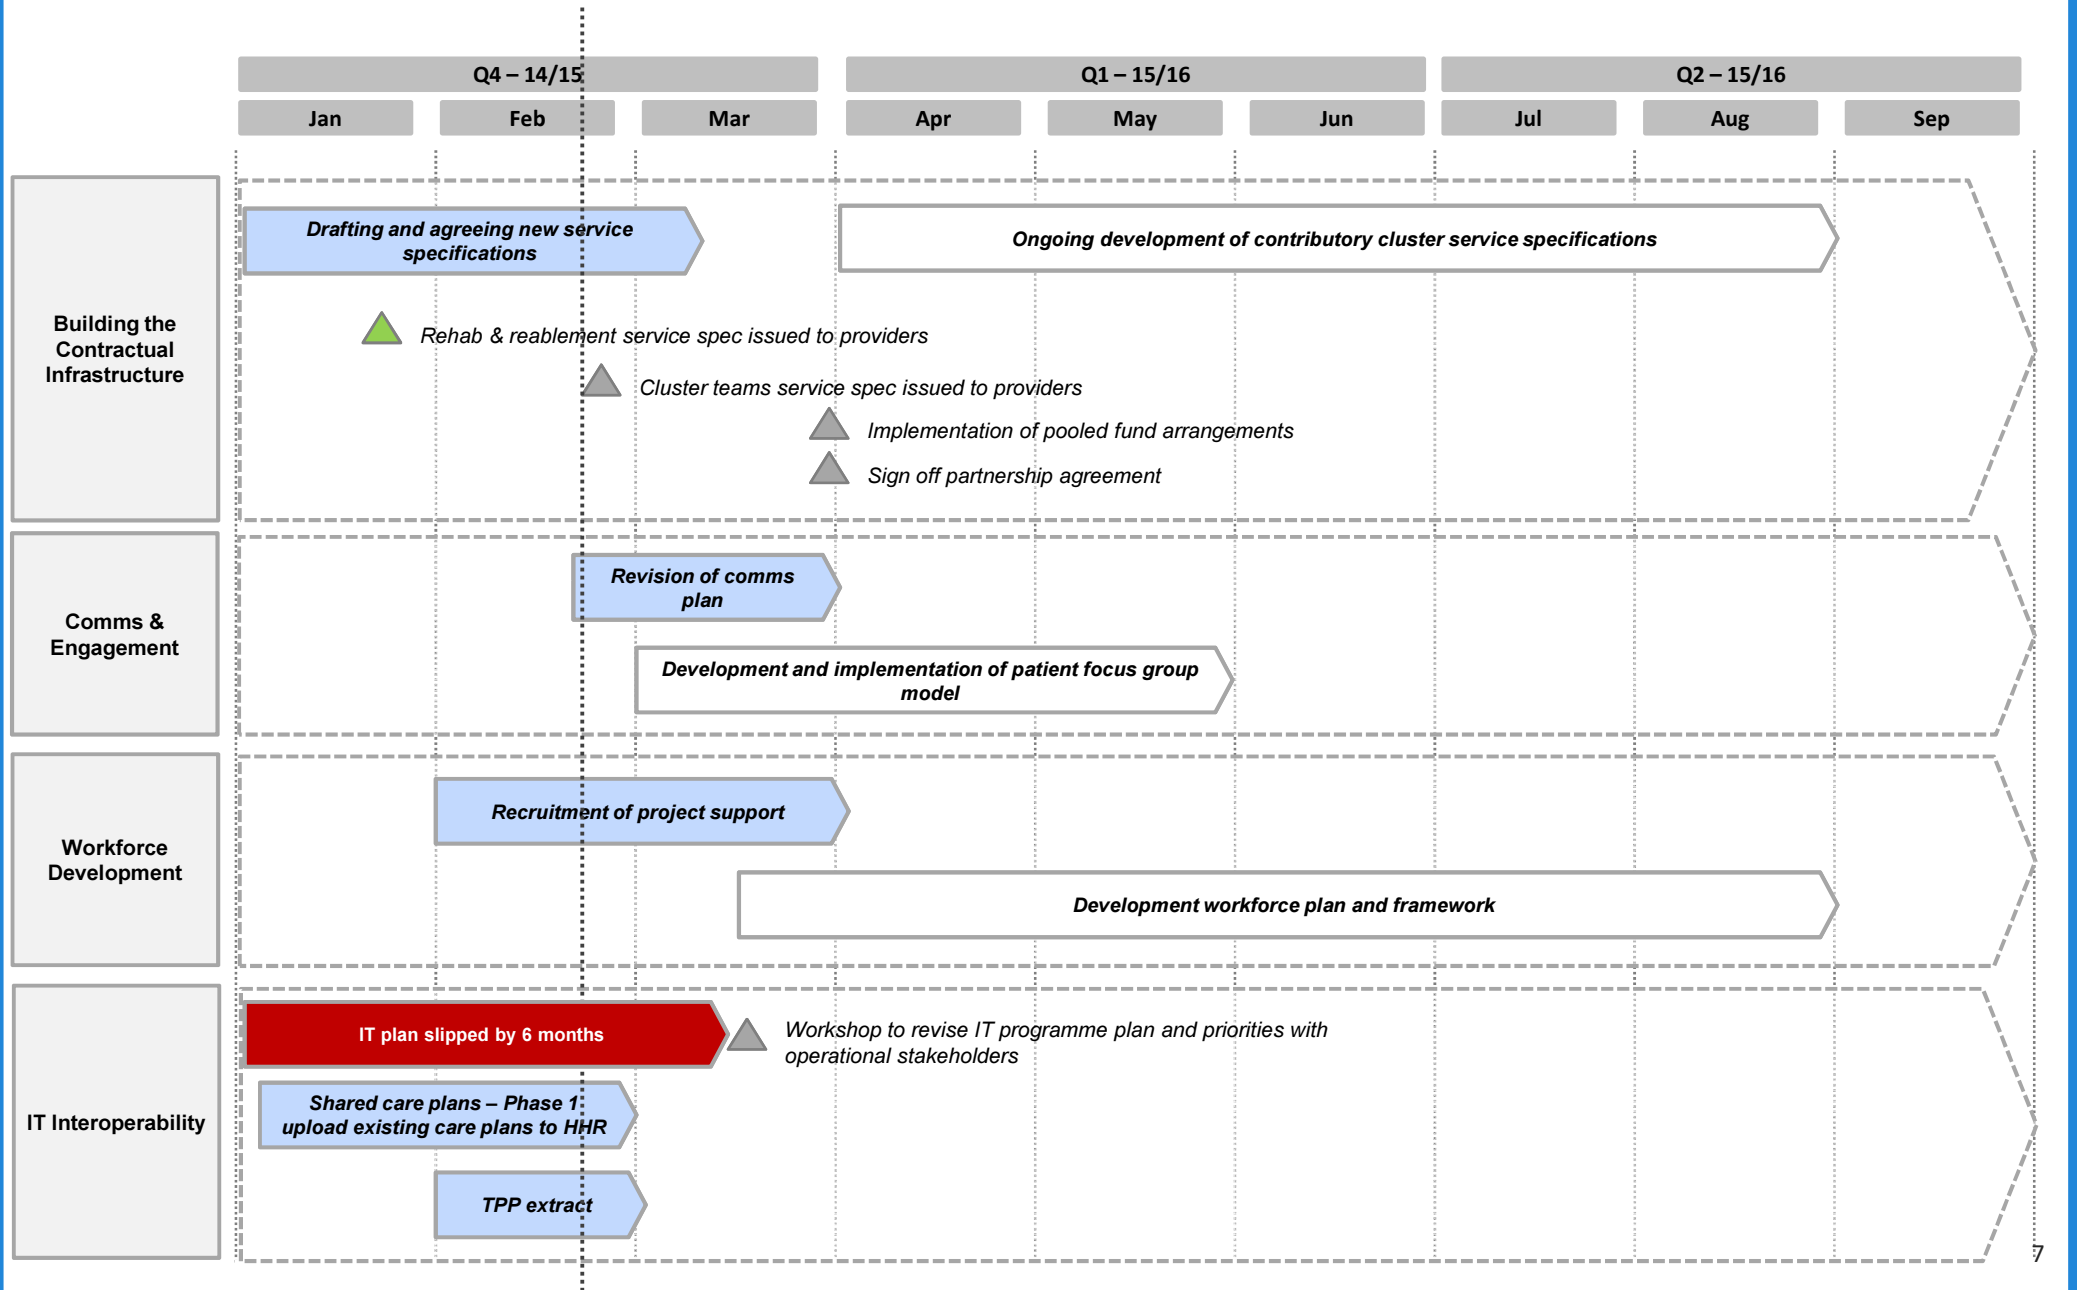 Q4 – 14/15
Q1 – 15/16
Q2 – 15/16
Jan
Feb
Mar
Apr
May
Jun
Jul
Aug
Sep
Building the
Contractual
Infrastructure
Drafting and agreeing new service
specifications
Ongoing development of contributory cluster service specifications
Rehab & reablement service spec issued to providers
Cluster teams service spec issued to providers
Implementation of pooled fund arrangements
Sign off partnership agreement
Comms &
Engagement
Revision of comms
plan
Development and implementation of patient focus group
model
Workforce
Development
Recruitment of project support
Development workforce plan and framework
IT Interoperability
IT plan slipped by 6 months
Workshop to revise IT programme plan and priorities with
operational stakeholders
Shared care plans – Phase 1
upload existing care plans to HHR
TPP extract
7